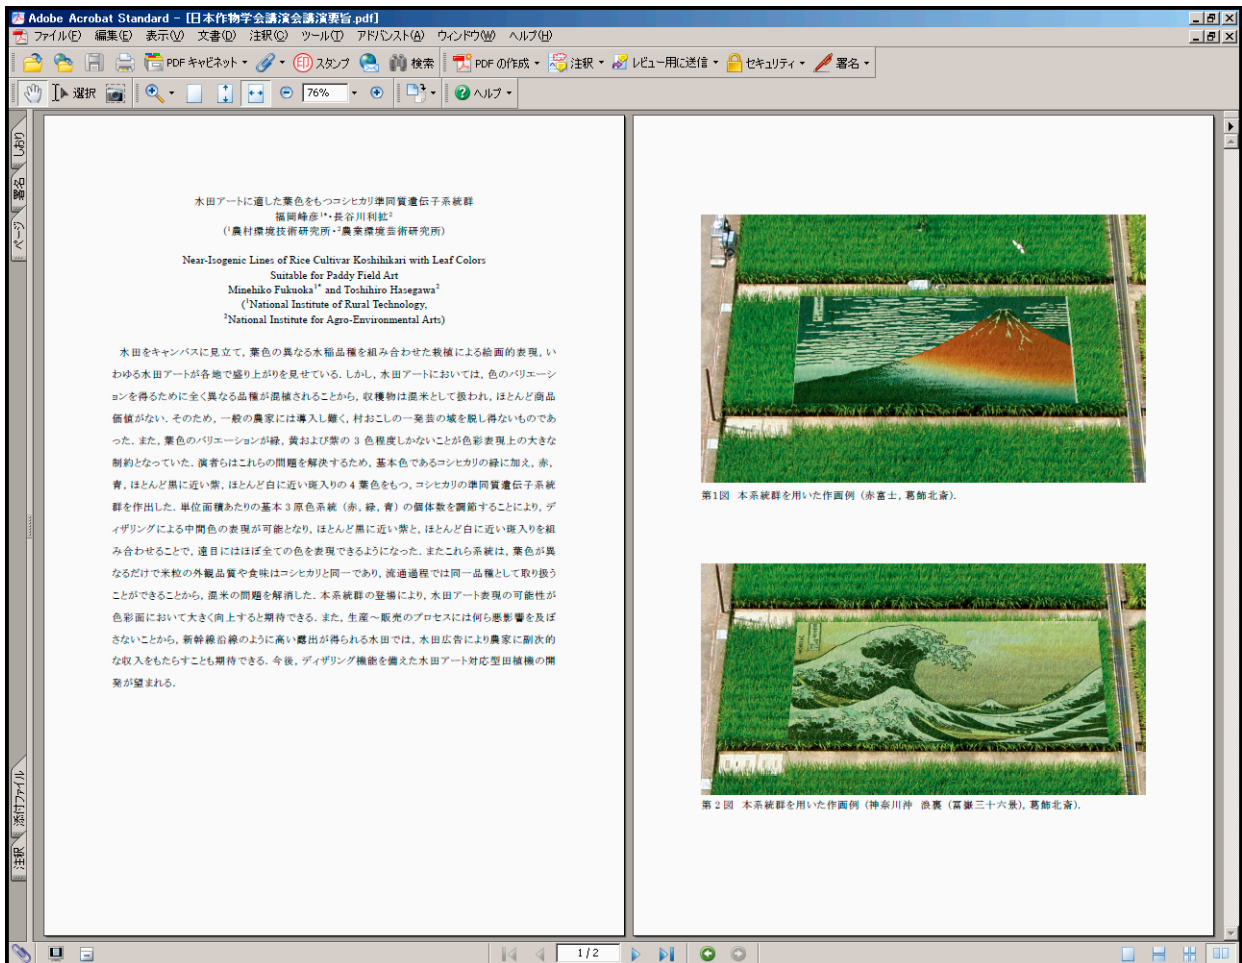 Adobe Acrobat Standard - [日本作物学会講演会講演要旨.pdf]
ファイル(F) 編集(E) 表示(V) 文書(D) 注釈(C) ツール(T) アドバンスト(A) ウィンドウ(W) ヘルプ(H)
PDF キャビネット スタンプ 検索 PDF の作成 注釈 レビュー用に送信 セキュリティ 署名
選択 76% ヘルプ
しおり
署名
ページ
添付ファイル
注釈
水田アートに適した葉色をもつコシヒカリ準同質遺伝子系統群
福岡峰彦1*・長谷川利拡2
(1農村環境技術研究所・2農業環境芸術研究所)
Near-Isogenic Lines of Rice Cultivar Koshihikari with Leaf Colors
Suitable for Paddy Field Art
Minehiko Fukuoka1* and Toshihiro Hasegawa2
(1National Institute of Rural Technology,
2National Institute for Agro-Environmental Arts)
水田をキャンバスに見立て，葉色の異なる水稲品種を組み合わせた栽植による絵画的表現，い
わゆる水田アートが各地で盛り上がりを見せている．しかし，水田アートにおいては，色のバリエーシ
ョンを得るために全く異なる品種が混植されることから，収穫物は混米として扱われ，ほとんど商品
価値がない．そのため，一般の農家には導入し難く，村おこしの一発芸の域を脱し得ないものであ
った．また，葉色のバリエーションが緑，黄および紫の 3 色程度しかないことが色彩表現上の大きな
制約となっていた．演者らはこれらの問題を解決するため，基本色であるコシヒカリの緑に加え，赤，
青，ほとんど黒に近い紫，ほとんど白に近い斑入りの 4 葉色をもつ，コシヒカリの準同質遺伝子系統
群を作出した．単位面積あたりの基本 3 原色系統（赤，緑，青）の個体数を調節することにより，デ
ィザリングによる中間色の表現が可能となり，ほとんど黒に近い紫と，ほとんど白に近い斑入りを組
み合わせることで，遠目にはほぼ全ての色を表現できるようになった．またこれら系統は，葉色が異
なるだけで米粒の外観品質や食味はコシヒカリと同一であり，流通過程では同一品種として取り扱う
ことができることから，混米の問題を解消した．本系統群の登場により，水田アート表現の可能性が
色彩面において大きく向上すると期待できる．また，生産～販売のプロセスには何ら悪影響を及ぼ
さないことから，新幹線沿線のように高い露出が得られる水田では，水田広告により農家に副次的
な収入をもたらすことも期待できる．今後，ディザリング機能を備えた水田アート対応型田植機の開
発が望まれる．
第1図 本系統群を用いた作画例（赤富士，葛飾北斎）．
第2図 本系統群を用いた作画例（神奈川沖 浪裏（富嶽三十六景），葛飾北斎）．
1/2